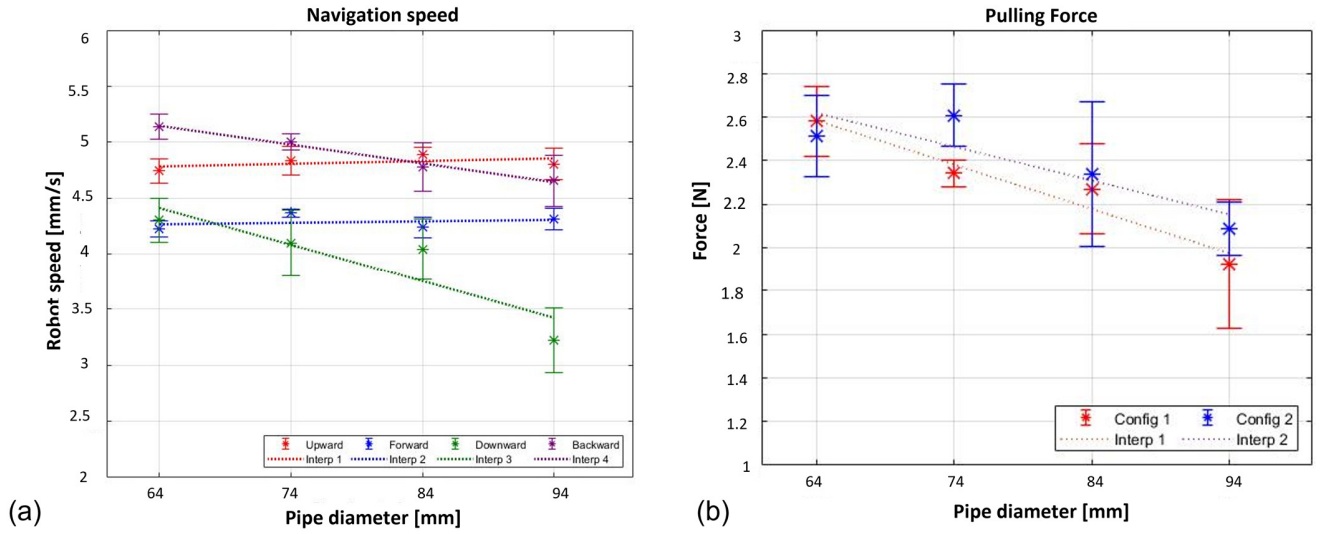 Navigation speed
6
5.5
5
4.5
4
3.5
3
2.5
2
Robot speed [mm/s]
64 74 84 94
Pipe diameter [mm]
Upward Forward Downward Backward
Interp 1 Interp 2 Interp 3 Interp 4
(a)
Pulling Force
3
2.8
2.6
2.4
2.2
2
1.8
1.6
1.4
1.2
1
Force [N]
64 74 84 94
Pipe diameter [mm]
Config 1 Config 2
Interp 1 Interp 2
(b)